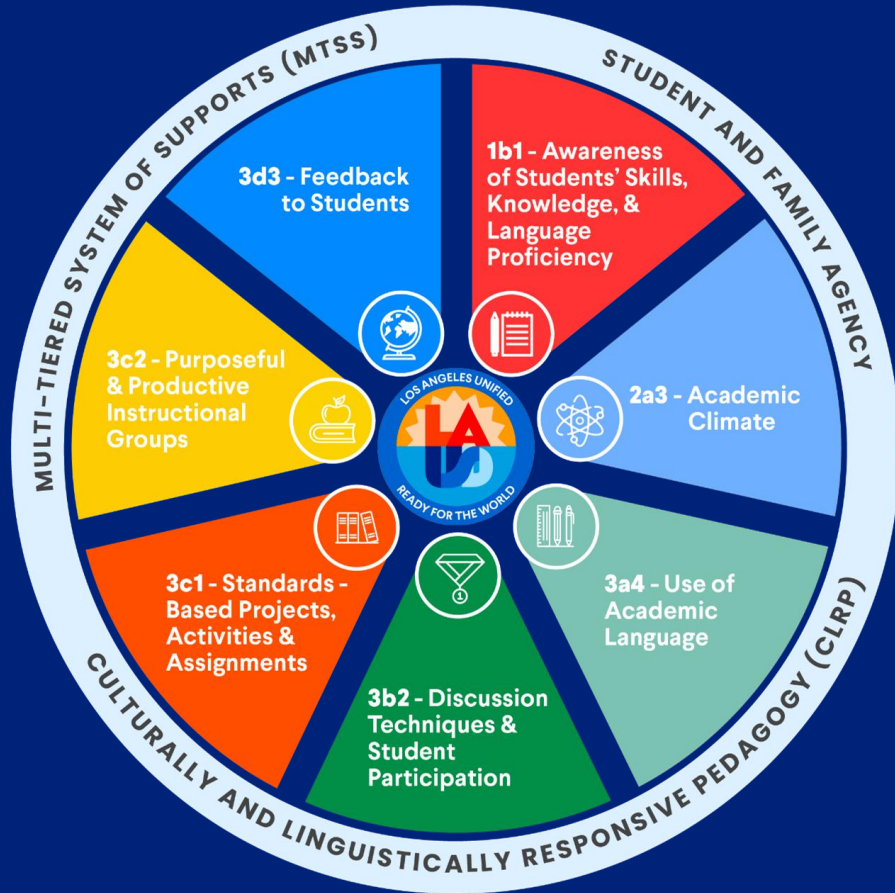 MULTI-TIERED SYSTEM OF SUPPORTS (MTSS)
STUDENT AND FAMILY AGENCY
CULTURALLY AND LINGUISTICALLY RESPONSIVE PEDAGOGY (CLRP)
1b1 - Awareness
of Students' Skills,
Knowledge, &
Language
Proficiency
2a3 - Academic
Climate
3a4 - Use of
Academic
Language
3b2 - Discussion
Techniques &
Student
Participation
3c1 - Standards -
Based Projects,
Activities &
Assignments
3c2 - Purposeful
& Productive
Instructional
Groups
3d3 - Feedback
to Students
LOS ANGELES UNIFIED
LA
USD
READY FOR THE WORLD
1